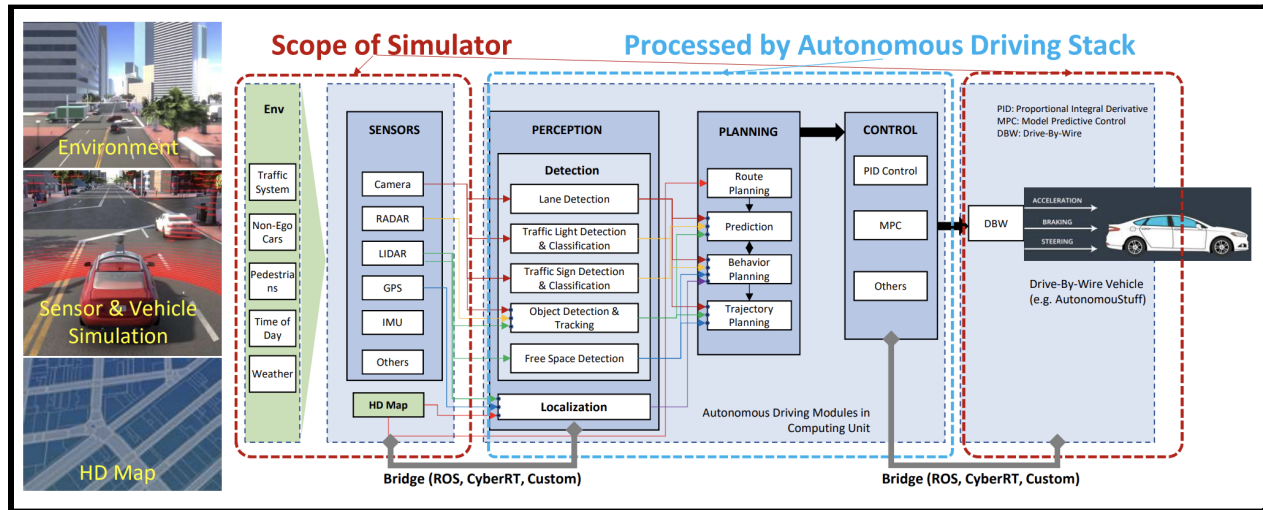 Scope of Simulator
Processed by Autonomous Driving Stack
Environment
Sensor & Vehicle
Simulation
HD Map
Env
Traffic
System
Non-Ego
Cars
Pedestria
ns
Time of
Day
Weather
SENSORS
Camera
RADAR
LIDAR
GPS
IMU
Others
HD Map
PERCEPTION
Detection
Lane Detection
Traffic Light Detection
& Classification
Traffic Sign Detection
& Classification
Object Detection &
Tracking
Free Space Detection
Localization
PLANNING
Route
Planning
Prediction
Behavior
Planning
Trajectory
Planning
CONTROL
PID Control
MPC
Others
Autonomous Driving Modules in
Computing Unit
PID: Proportional Integral Derivative
MPC: Model Predictive Control
DBW: Drive-By-Wire
DBW
ACCELERATION
BRAKING
STEERING
Drive-By-Wire Vehicle
(e.g. AutonomouStuff)
Bridge (ROS, CyberRT, Custom)
Bridge (ROS, CyberRT, Custom)